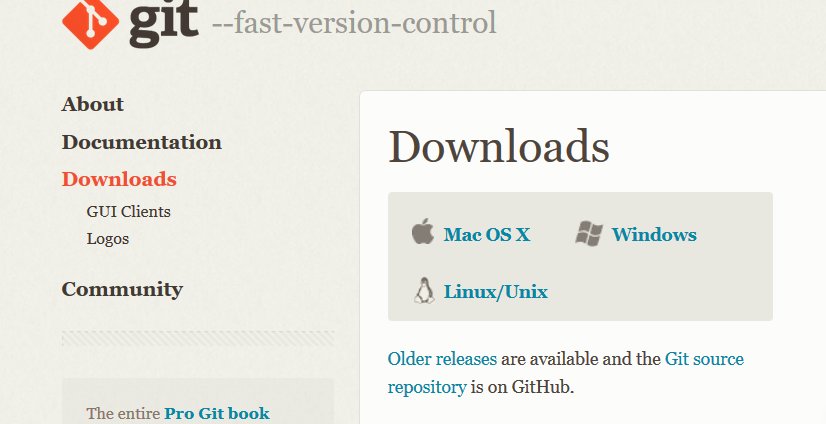 git --fast-version-control
About
Documentation
Downloads
GUI Clients
Logos
Community
The entire Pro Git book
Downloads
Mac OS X
Windows
Linux/Unix
Older releases are available and the Git source
repository is on GitHub.